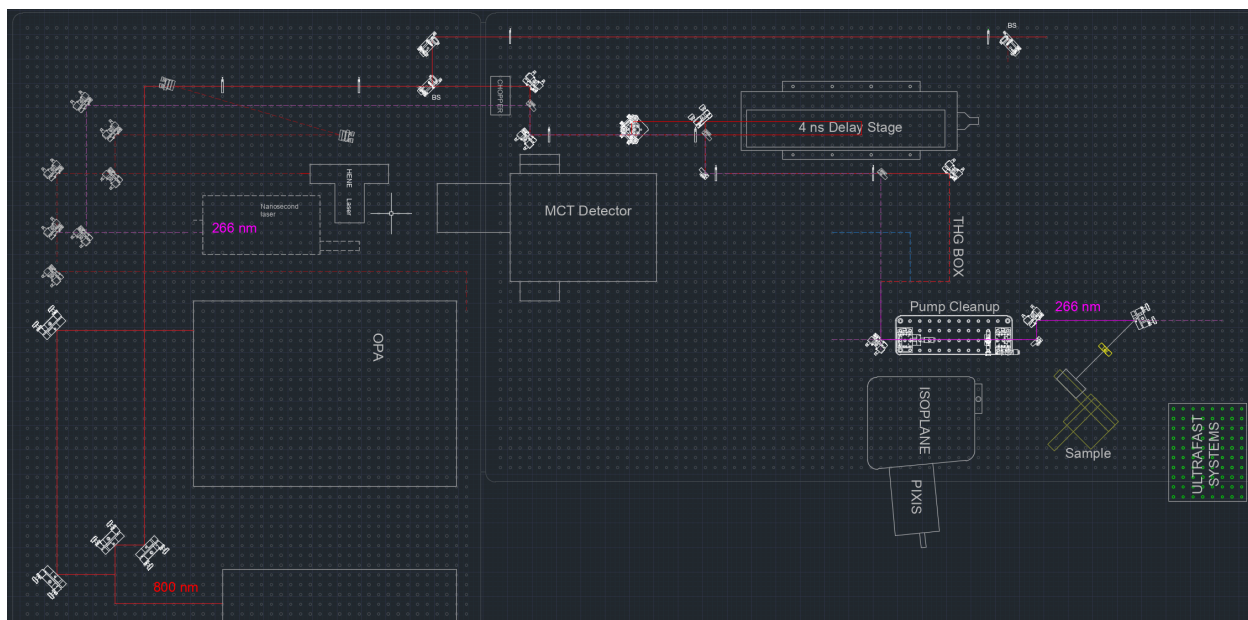 BS
BS
CHOPPER
4 ns Delay Stage
HENE Laser
Nanosecond
laser
266 nm
MCT Detector
THG BOX
Pump Cleanup
266 nm
OPA
ISOPLANE
PIXIS
Sample
ULTRAFAST
SYSTEMS
800 nm